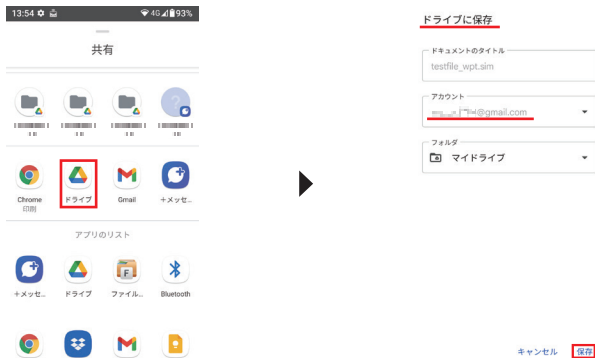 13:54 4G 93%
共有
Chrome
印刷
ドライブ
Gmail
+メッセ...
アプリのリスト
+メッセ...
ドライブ
ファイル...
Bluetooth
ドライブに保存
ドキュメントのタイトル
testfile_wpt.sim
アカウント
@gmail.com
フォルダ
マイドライブ
キャンセル 保存